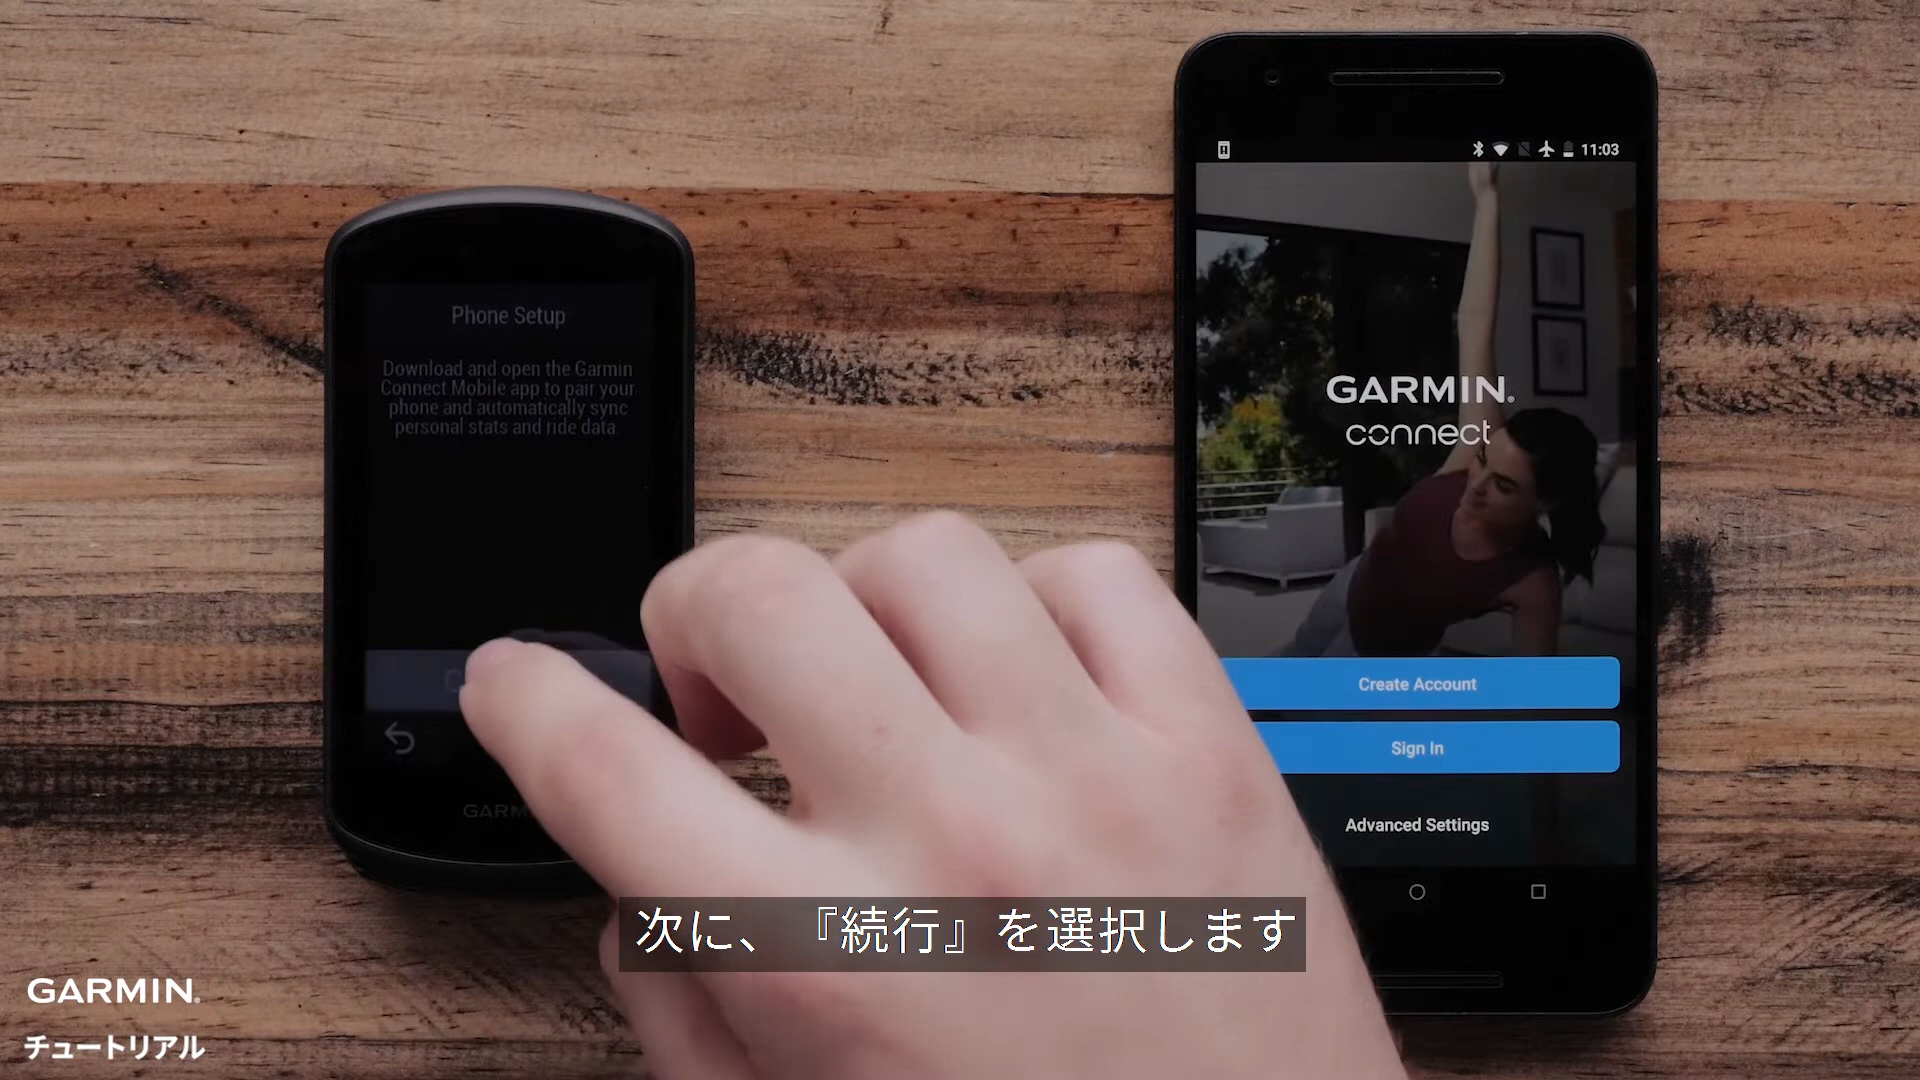 Phone Setup
Download and open the Garmin
Connect Mobile app to pair your
phone and automatically sync
personal stats and ride data.
11:03
GARMIN.
connect
Create Account
Sign In
Advanced Settings
次に、『続行』を選択します
GARMIN.
チュートリアル